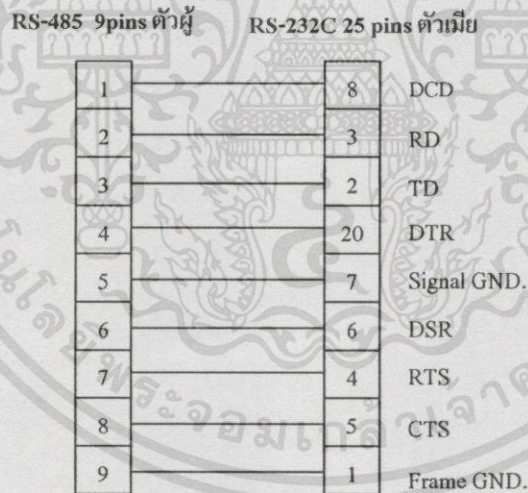 RS-485 9pins ตัวผู้ RS-232C 25 pins ตัวเมีย
1 8 DCD
2 3 RD
3 2 TD
4 20 DTR
5 7 Signal GND.
6 6 DSR
7 4 RTS
8 5 CTS
9 1 Frame GND.